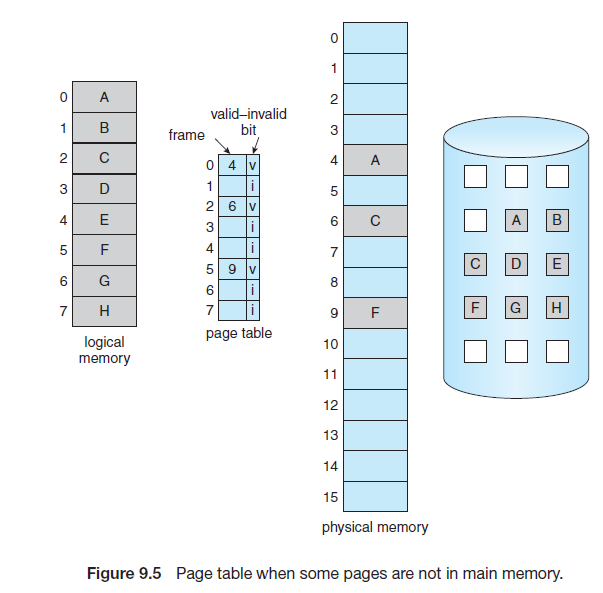 0 A
1 B
2 C
3 D
4 E
5 F
6 G
7 H
logical
memory
valid–invalid
bit
frame
0 4 v
1 i
2 6 v
3 i
4 i
5 9 v
6 i
7 i
page table
0
1
2
3
4 A
5
6 C
7
8
9 F
10
11
12
13
14
15
physical memory
A B
C D E
F G H
Figure 9.5 Page table when some pages are not in main memory.